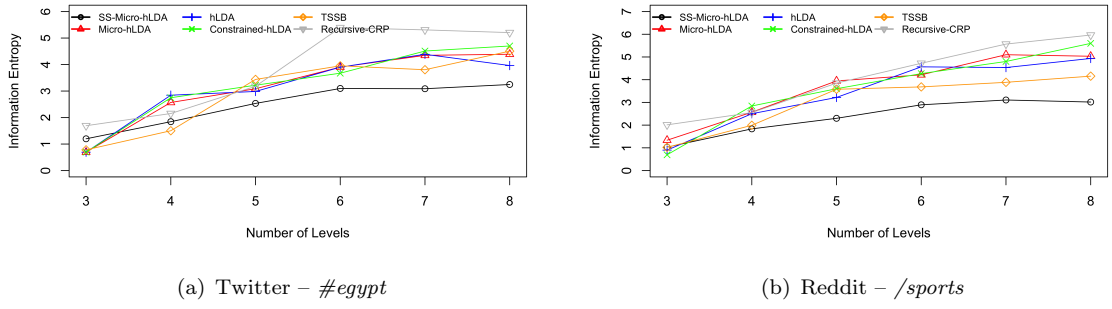 SS-Micro-hLDA
Micro-hLDA
hLDA
Constrained-hLDA
TSSB
Recursive-CRP
Information Entropy
0 1 2 3 4 5 6
3 4 5 6 7 8
Number of Levels
(a) Twitter – #egypt
SS-Micro-hLDA
Micro-hLDA
hLDA
Constrained-hLDA
TSSB
Recursive-CRP
Information Entropy
0 1 2 3 4 5 6 7
3 4 5 6 7 8
Number of Levels
(b) Reddit – /sports